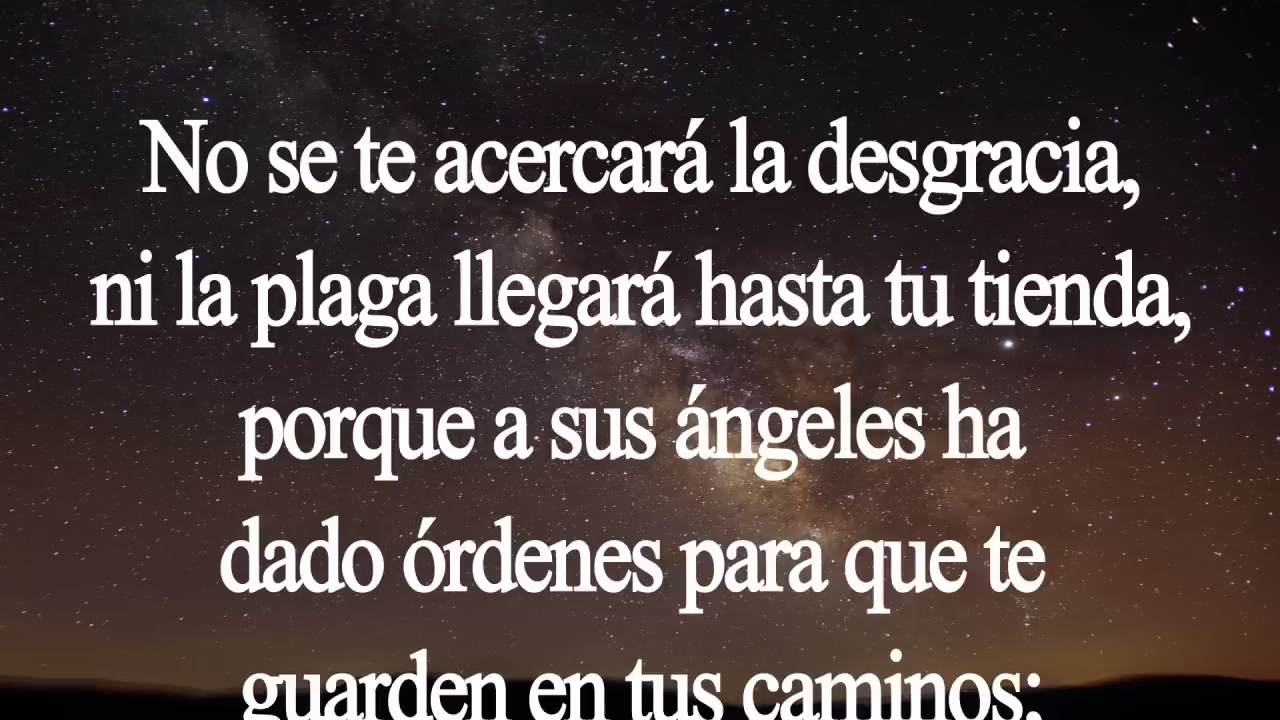 No se te acercará la desgracia,
ni la plaga llegará hasta tu tienda,
porque a sus ángeles ha
dado órdenes para que te
guarden en tus caminos: